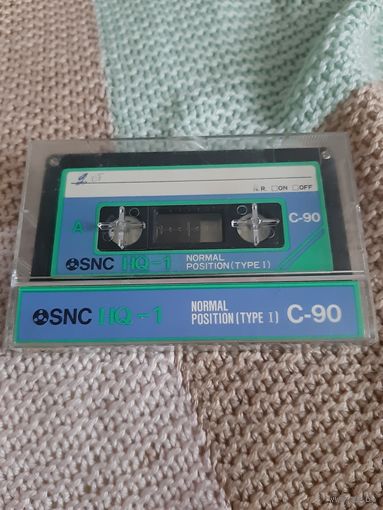 N.R. □ON □OFF
A
C-90
SNC HQ-1 NORMAL
POSITION (TYPE I)
SNC HQ-1 NORMAL
POSITION (TYPE I) C-90